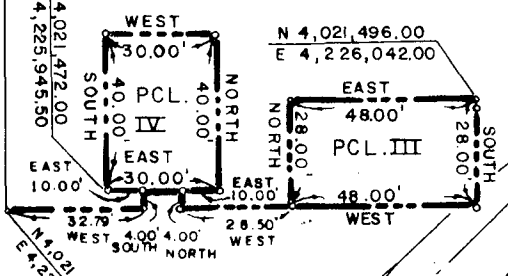 WEST
30.00'
N 4,021,496.00
E 4,226,042.00
4,021,472.00
4,225,945.50
SOUTH
40.00'
PCL.
IV
40.00'
NORTH
EAST
48.00'
NORTH
28.00'
PCL. III
28.00'
SOUTH
EAST
10.00'
EAST
30.00'
EAST
10.00'
48.00'
WEST
32.79'
WEST
4.00'
SOUTH
4.00'
NORTH
28.50'
WEST
N 4,021